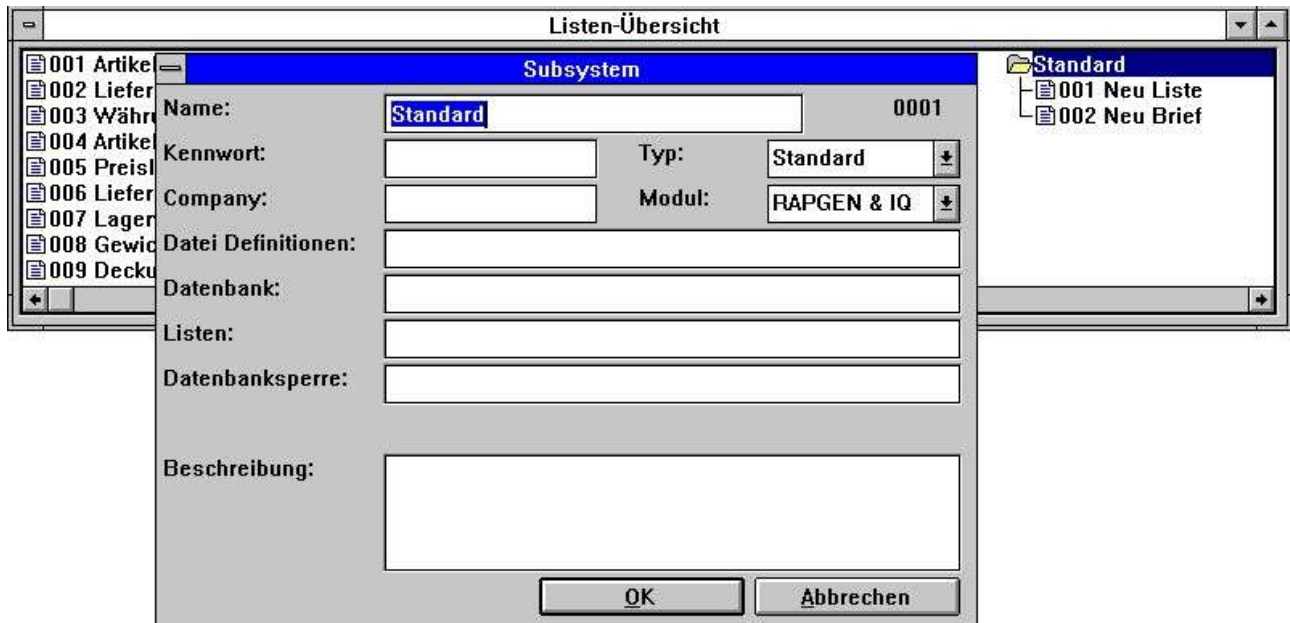 Listen-Übersicht
001 Artikel
002 Liefer
003 Währu
004 Artikel
005 Preisl
006 Liefer
007 Lager
008 Gewic
009 Decku
Standard
001 Neu Liste
002 Neu Brief
Subsystem
Name: Standard 0001
Kennwort: Typ: Standard
Company: Modul: RAPGEN & IQ
Datei Definitionen:
Datenbank:
Listen:
Datenbanksperre:
Beschreibung:
OK Abbrechen